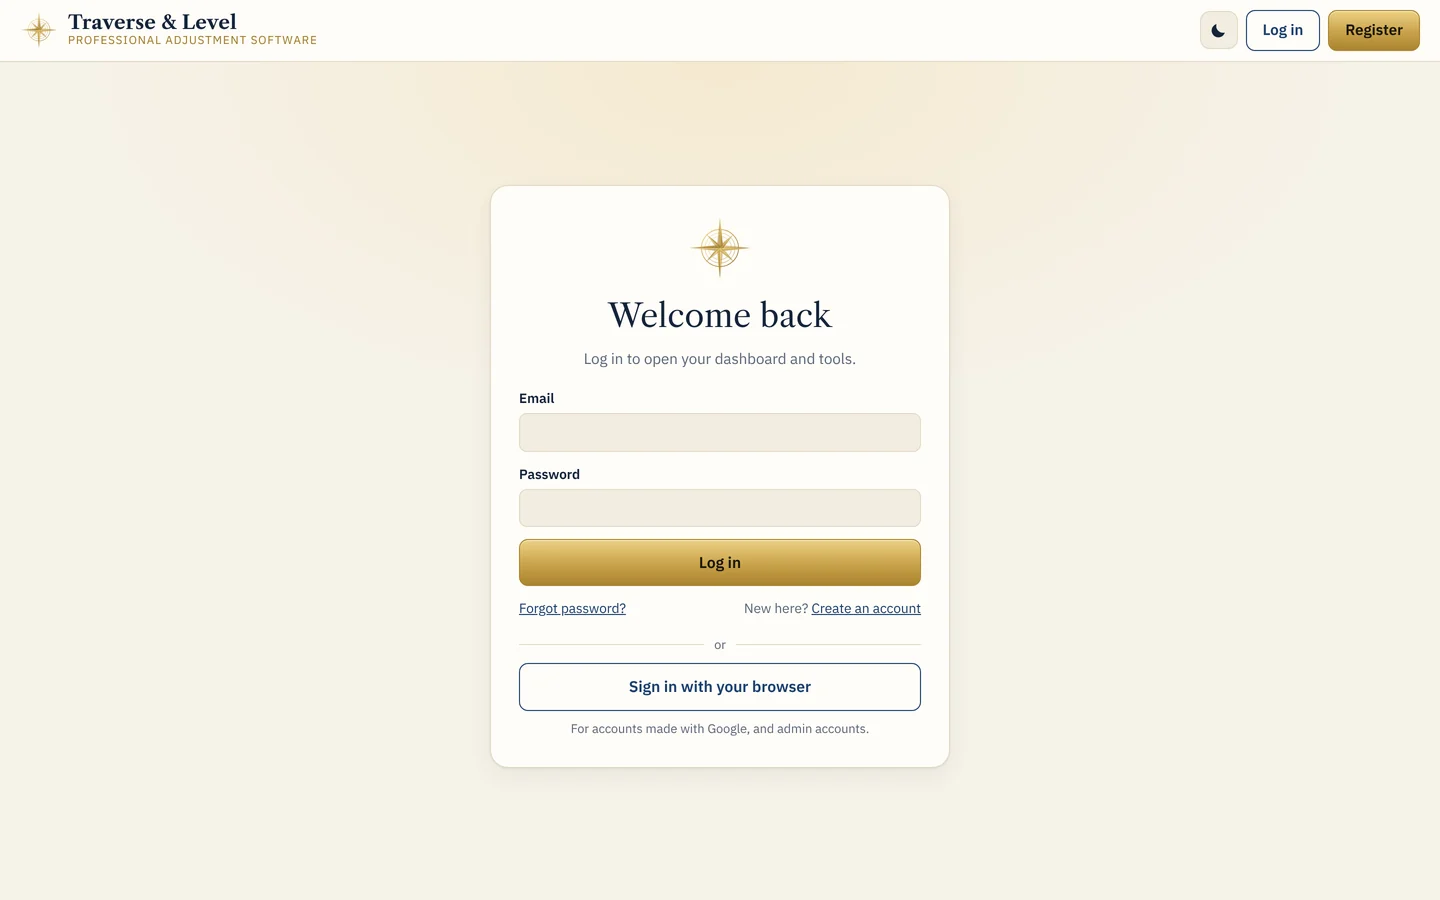 Traverse & Level
PROFESSIONAL ADJUSTMENT SOFTWARE
Log in
Register
Welcome back
Log in to open your dashboard and tools.
Email
Password
Log in
Forgot password?
New here? Create an account
or
Sign in with your browser
For accounts made with Google, and admin accounts.